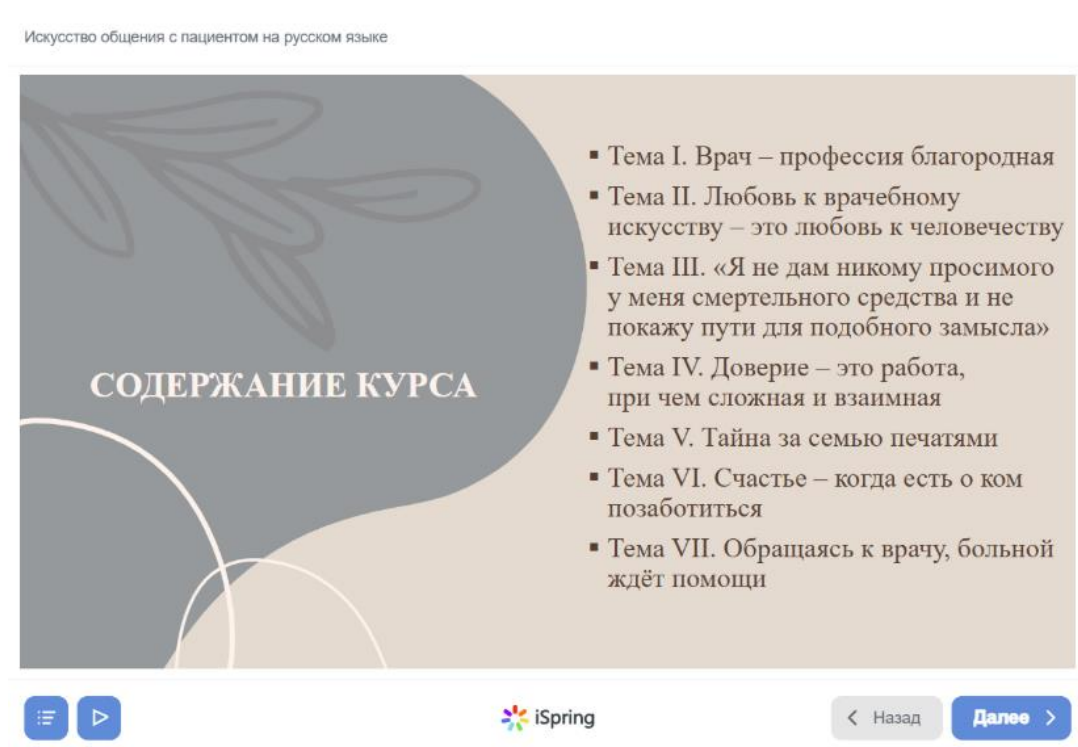 Искусство общения с пациентом на русском языке
СОДЕРЖАНИЕ КУРСА
▪ Тема I. Врач – профессия благородная
▪ Тема II. Любовь к врачебному
искусству – это любовь к человечеству
▪ Тема III. «Я не дам никому просимого
у меня смертельного средства и не
покажу пути для подобного замысла»
▪ Тема IV. Доверие – это работа,
при чем сложная и взаимная
▪ Тема V. Тайна за семью печатями
▪ Тема VI. Счастье – когда есть о ком
позаботиться
▪ Тема VII. Обращаясь к врачу, больной
ждёт помощи
iSpring
Назад
Далее